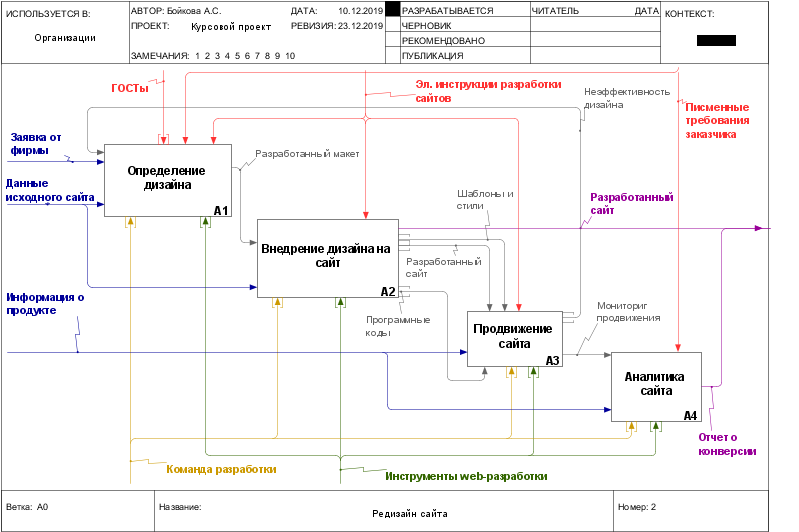 ИСПОЛЬЗУЕТСЯ В:
Организации
АВТОР: Бойкова А.С.
ДАТА: 10.12.2019
ПРОЕКТ: Курсовой проект
РЕВИЗИЯ: 23.12.2019
ЗАМЕЧАНИЯ: 1 2 3 4 5 6 7 8 9 10
РАЗРАБАТЫВАЕТСЯ
ЧЕРНОВИК
РЕКОМЕНДОВАНО
ПУБЛИКАЦИЯ
ЧИТАТЕЛЬ
ДАТА
КОНТЕКСТ:
ГОСТы
Эл. инструкции разработки
сайтов
Неэффективность
дизайна
Писменные
требования
заказчика
Заявка от
фирмы
Данные
исходного сайта
Определение
дизайна
A1
Разработанный макет
Шаблоны и
стили
Разработанный
сайт
Внедрение дизайна на
сайт
A2
Разработанный
сайт
Информация о
продукте
Программные
коды
Продвижение
сайта
A3
Мониториг
продвижения
Аналитика
сайта
A4
Отчет о
конверсии
Команда разработки
Инструменты web-разработки
Ветка: A0
Название:
Редизайн сайта
Номер: 2